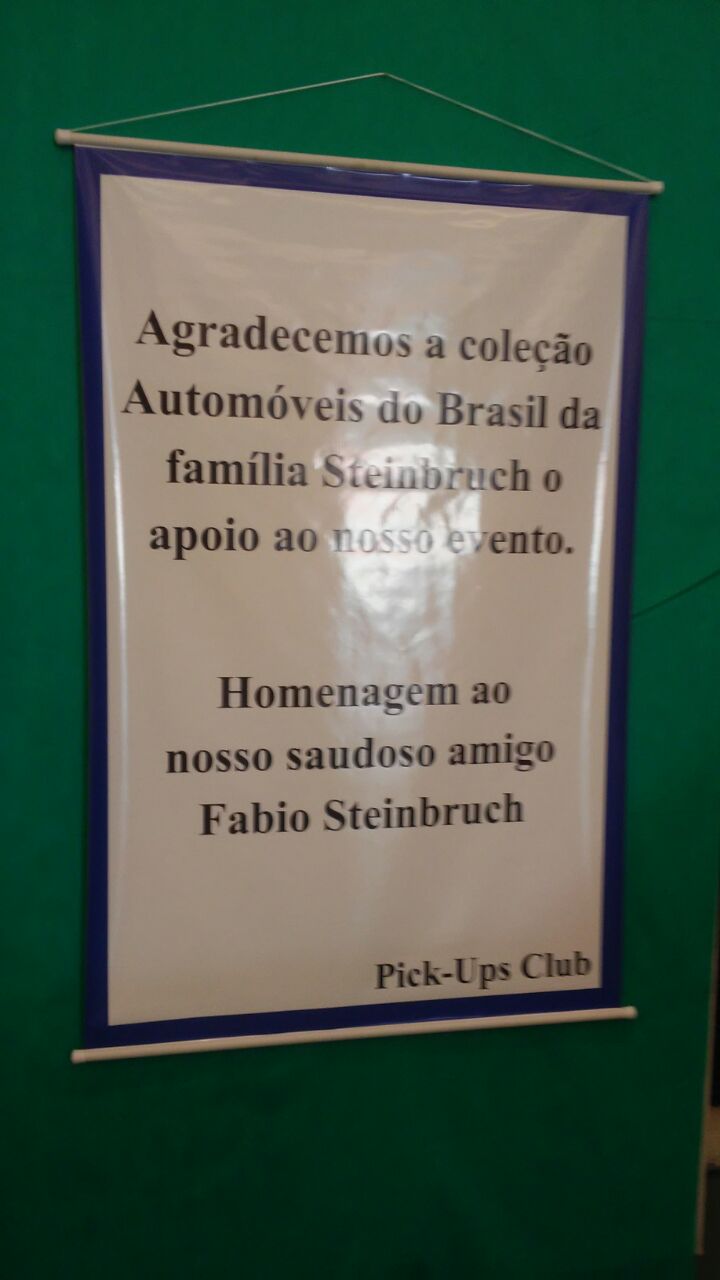 Agradecemos a coleção
Automóveis do Brasil da
família Steinbruch o
apoio ao nosso evento.
Homenagem ao
nosso saudoso amigo
Fabio Steinbruch
Pick-Ups Club